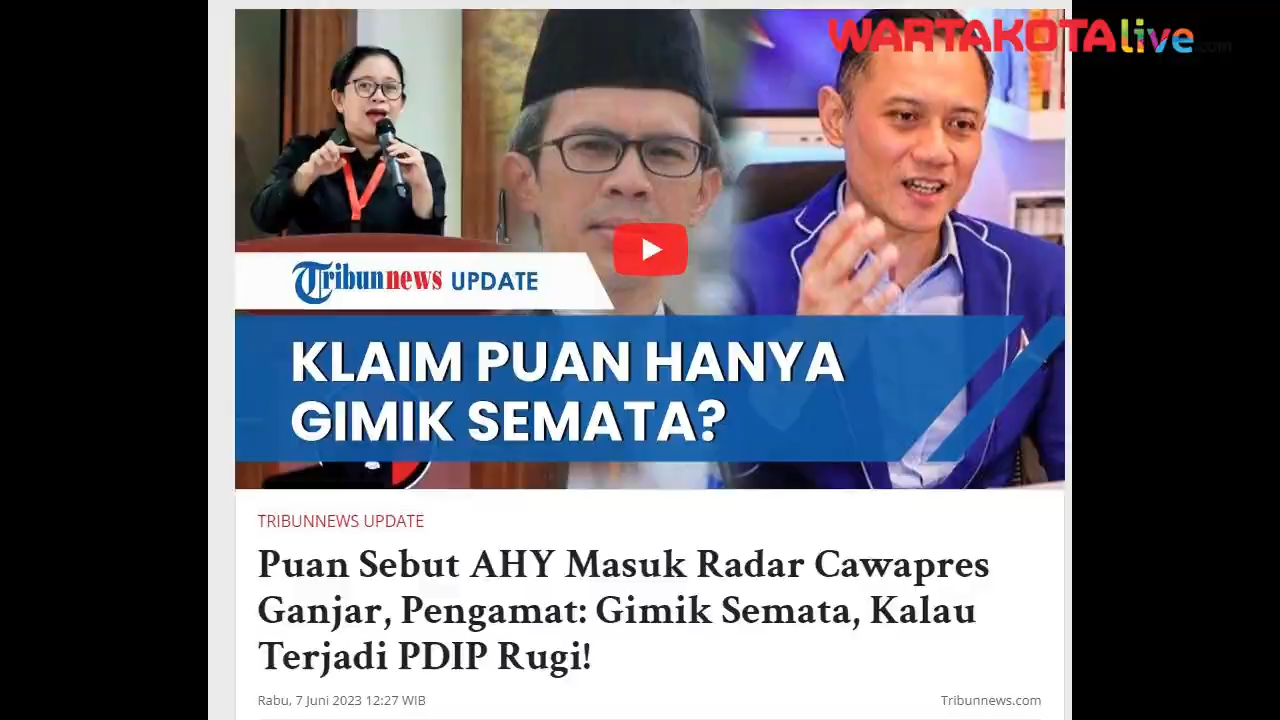 WARTAKOTAlive.com
Tribunnews UPDATE
KLAIM PUAN HANYA
GIMIK SEMATA?
TRIBUNNEWS UPDATE
Puan Sebut AHY Masuk Radar Cawapres
Ganjar, Pengamat: Gimik Semata, Kalau
Terjadi PDIP Rugi!
Rabu, 7 Juni 2023 12:27 WIB
Tribunnews.com